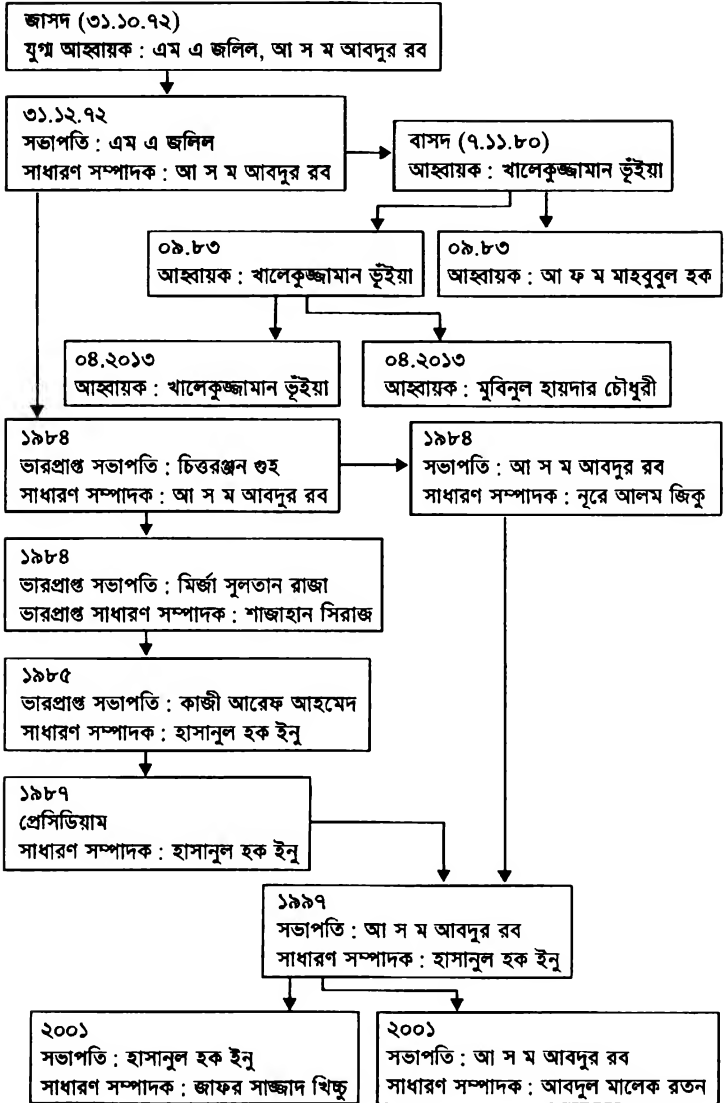 জাসদ (৩১.১০.৭২)
যুগ্ম আহ্বায়ক : এম এ জলিল, আ স ম আবদুর রব
৩১.১২.৭২
সভাপতি : এম এ জলিল
সাধারণ সম্পাদক : আ স ম আবদুর রব
বাসদ (৭.১১.৮০)
আহ্বায়ক : খালেকুজ্জামান ভূঁইয়া
০৯.৮৩
আহ্বায়ক : খালেকুজ্জামান ভূঁইয়া
০৯.৮৩
আহ্বায়ক : আ ফ ম মাহবুবুল হক
০৪.২০১৩
আহ্বায়ক : খালেকুজ্জামান ভূঁইয়া
০৪.২০১৩
আহ্বায়ক : মুবিনুল হায়দার চৌধুরী
১৯৮৪
ভারপ্রাপ্ত সভাপতি : চিত্তরঞ্জন গুহ
সাধারণ সম্পাদক : আ স ম আবদুর রব
১৯৮৪
সভাপতি : আ স ম আবদুর রব
সাধারণ সম্পাদক : নূরে আলম জিকু
১৯৮৪
ভারপ্রাপ্ত সভাপতি : মির্জা সুলতান রাজা
ভারপ্রাপ্ত সাধারণ সম্পাদক : শাজাহান সিরাজ
১৯৮৫
ভারপ্রাপ্ত সভাপতি : কাজী আরেফ আহমেদ
সাধারণ সম্পাদক : হাসানুল হক ইনু
১৯৮৭
প্রেসিডিয়াম
সাধারণ সম্পাদক : হাসানুল হক ইনু
১৯৯৭
সভাপতি : আ স ম আবদুর রব
সাধারণ সম্পাদক : হাসানুল হক ইনু
২০০১
সভাপতি : হাসানুল হক ইনু
সাধারণ সম্পাদক : জাফর সাজ্জাদ খিচ্চু
২০০১
সভাপতি : আ স ম আবদুর রব
সাধারণ সম্পাদক : আবদুল মালেক রতন